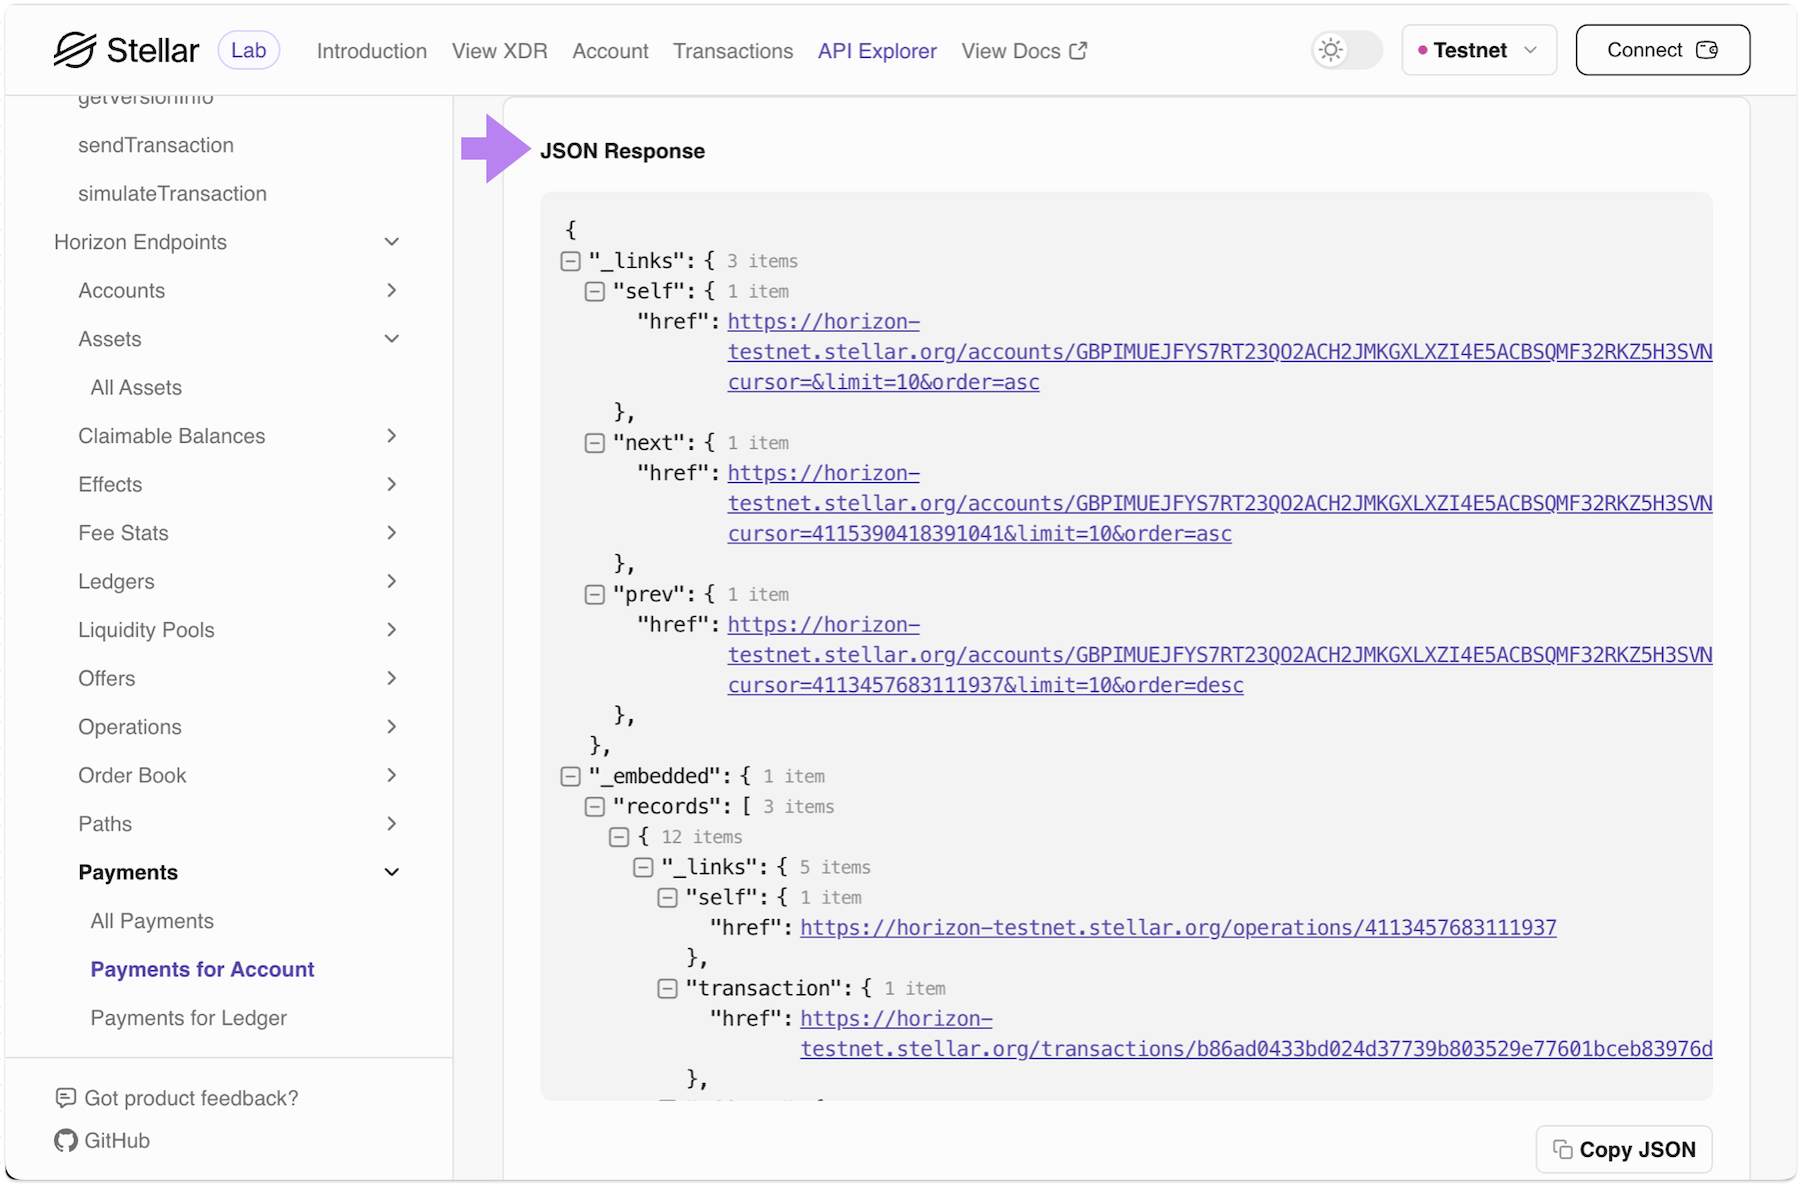 Stellar Lab Introduction View XDR Account Transactions API Explorer View Docs Testnet Connect
getVersionInfo
sendTransaction
simulateTransaction
Horizon Endpoints
Accounts
Assets
All Assets
Claimable Balances
Effects
Fee Stats
Ledgers
Liquidity Pools
Offers
Operations
Order Book
Paths
Payments
All Payments
Payments for Account
Payments for Ledger
Got product feedback?
GitHub
JSON Response
{
"_links": { 3 items
"self": { 1 item
"href": https://horizon-
testnet.stellar.org/accounts/GBPIMUEJFYS7RT23QO2ACH2JMKGXLXZI4E5ACBSQMF32RKZ5H3SVN
cursor=&limit=10&order=asc
},
"next": { 1 item
"href": https://horizon-
testnet.stellar.org/accounts/GBPIMUEJFYS7RT23QO2ACH2JMKGXLXZI4E5ACBSQMF32RKZ5H3SVN
cursor=4115390418391041&limit=10&order=asc
},
"prev": { 1 item
"href": https://horizon-
testnet.stellar.org/accounts/GBPIMUEJFYS7RT23QO2ACH2JMKGXLXZI4E5ACBSQMF32RKZ5H3SVN
cursor=4113457683111937&limit=10&order=desc
},
},
"_embedded": { 1 item
"records": [ 3 items
{ 12 items
"_links": { 5 items
"self": { 1 item
"href": https://horizon-testnet.stellar.org/operations/4113457683111937
},
"transaction": { 1 item
"href": https://horizon-
testnet.stellar.org/transactions/b86ad0433bd024d37739b803529e77601bceb83976d
},
Copy JSON